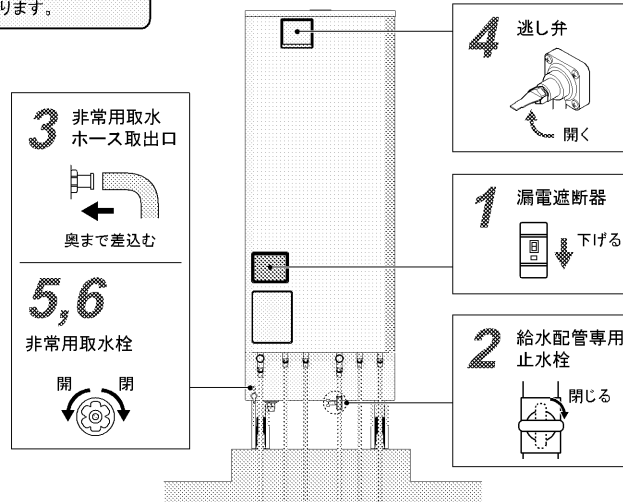 ります。
4 逃し弁
開く
3 非常用取水
ホース取出口
奥まで差込む
5,6
非常用取水栓
開 閉
1 漏電遮断器
下げる
2 給水配管専用
止水栓
閉じる